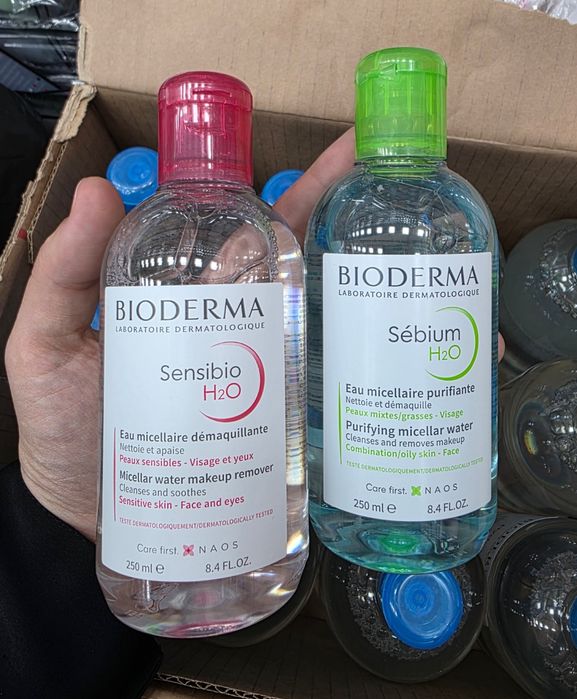 BIODERMA
LABORATOIRE DERMATOLOGIQUE
Sensibio
H2O
Eau micellaire démaquillante
Nettoie et apaise
Peaux sensibles - Visage et yeux
Micellar water makeup remover
Cleanses and soothes
Sensitive skin - Face and eyes
TESTÉ DERMATOLOGIQUEMENT/DERMATOLOGICALLY TESTED
Care first. NAOS
250 ml ℮ 8.4 FL.OZ.
BIODERMA
LABORATOIRE DERMATOLOGIQUE
Sébium
H2O
Eau micellaire purifiante
Nettoie et démaquille
Peaux mixtes/grasses - Visage
Purifying micellar water
Cleanses and removes makeup
Combination/oily skin - Face
TESTÉ DERMATOLOGIQUEMENT/DERMATOLOGICALLY TESTED
Care first. NAOS
250 ml ℮ 8.4 FL.OZ.